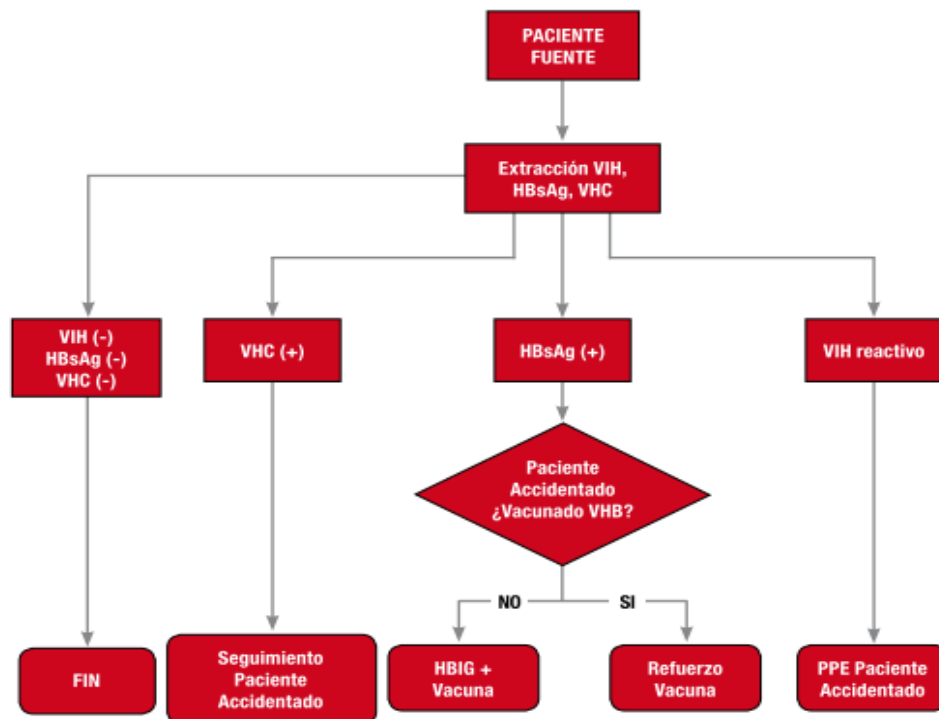 PACIENTE
FUENTE
Extracción VIH,
HBsAg, VHC
VIH (-)
HBsAg (-)
VHC (-)
VHC (+)
HBsAg (+)
VIH reactivo
Paciente
Accidentado
¿Vacunado VHB?
NO
SI
FIN
Seguimiento
Paciente
Accidentado
HBIG +
Vacuna
Refuerzo
Vacuna
PPE Paciente
Accidentado